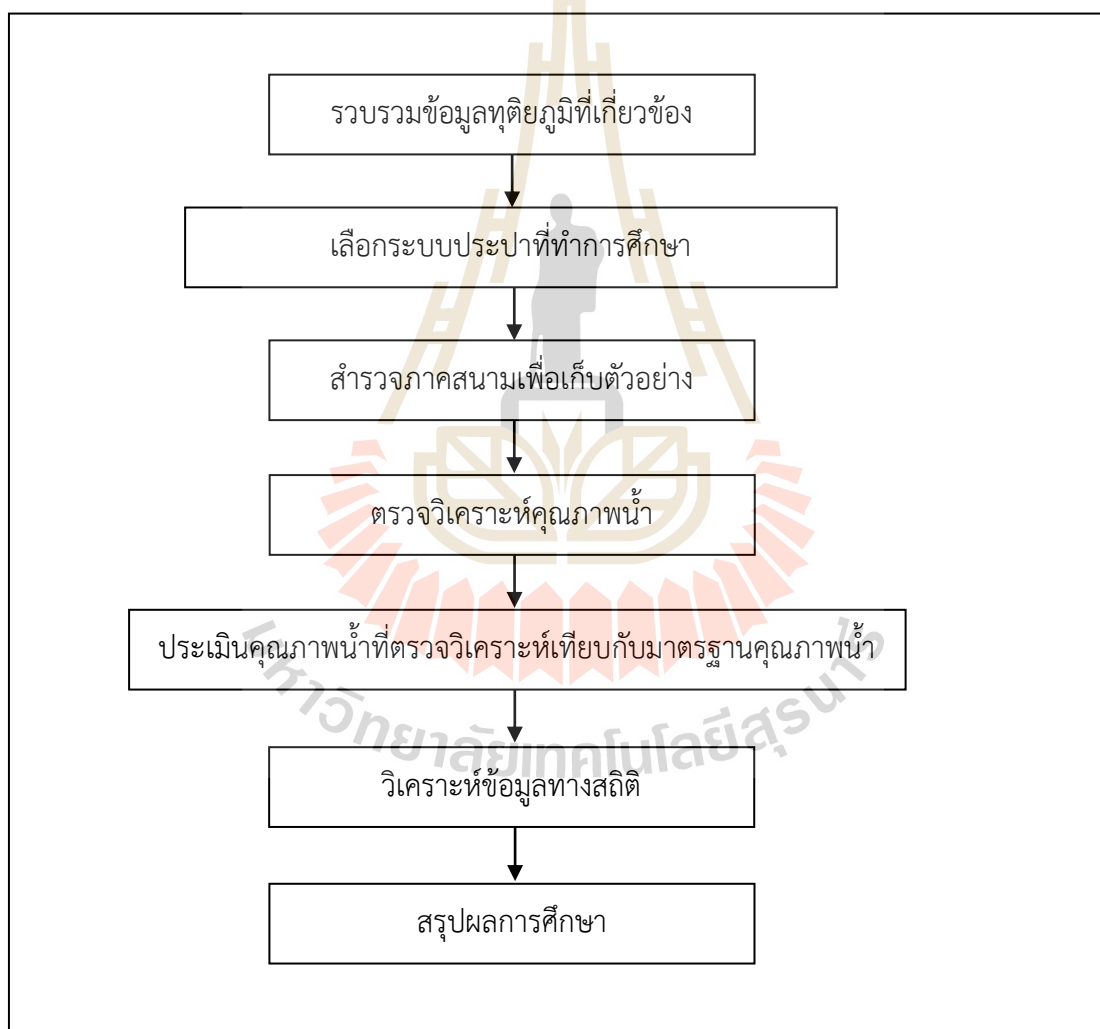 รวบรวมข้อมูลทุติยภูมิที่เกี่ยวข้อง
เลือกระบบประปาที่ทำการศึกษา
สำรวจภาคสนามเพื่อเก็บตัวอย่าง
ตรวจวิเคราะห์คุณภาพน้ำ
ประเมินคุณภาพน้ำที่ตรวจวิเคราะห์เทียบกับมาตรฐานคุณภาพน้ำ
มหาวิทยาลัยเทคโนโลยีสุรนารี
วิเคราะห์ข้อมูลทางสถิติ
สรุปผลการศึกษา